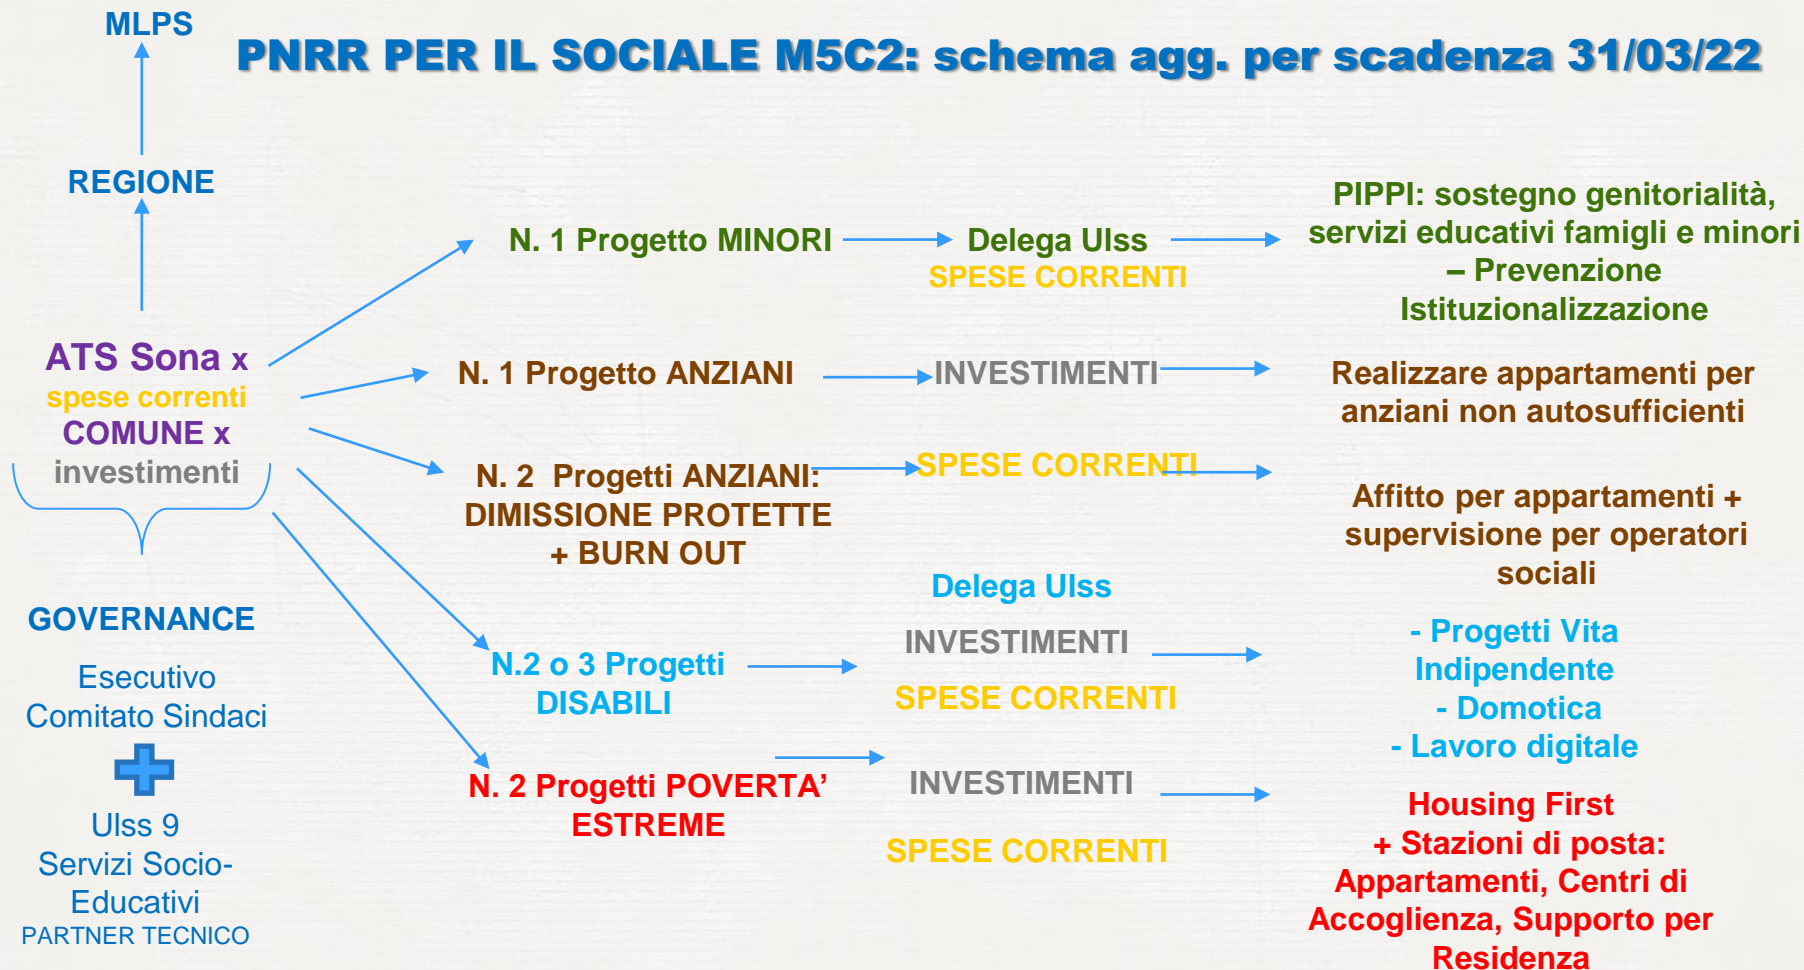 MLPS
PNRR PER IL SOCIALE M5C2: schema agg. per scadenza 31/03/22
REGIONE
ATS Sona x
spese correnti
COMUNE x
investimenti
GOVERNANCE
Esecutivo
Comitato Sindaci
Ulss 9
Servizi Socio-
Educativi
PARTNER TECNICO
N. 1 Progetto MINORI
Delega Ulss
SPESE CORRENTI
PIPPI: sostegno genitorialità,
servizi educativi famigli e minori
– Prevenzione
Istituzionalizzazione
N. 1 Progetto ANZIANI
INVESTIMENTI
Realizzare appartamenti per
anziani non autosufficienti
N. 2 Progetti ANZIANI:
DIMISSIONE PROTETTE
+ BURN OUT
SPESE CORRENTI
Affitto per appartamenti +
supervisione per operatori
sociali
N.2 o 3 Progetti
DISABILI
Delega Ulss
INVESTIMENTI
SPESE CORRENTI
- Progetti Vita
Indipendente
- Domotica
- Lavoro digitale
N. 2 Progetti POVERTA’
ESTREME
INVESTIMENTI
SPESE CORRENTI
Housing First
+ Stazioni di posta:
Appartamenti, Centri di
Accoglienza, Supporto per
Residenza